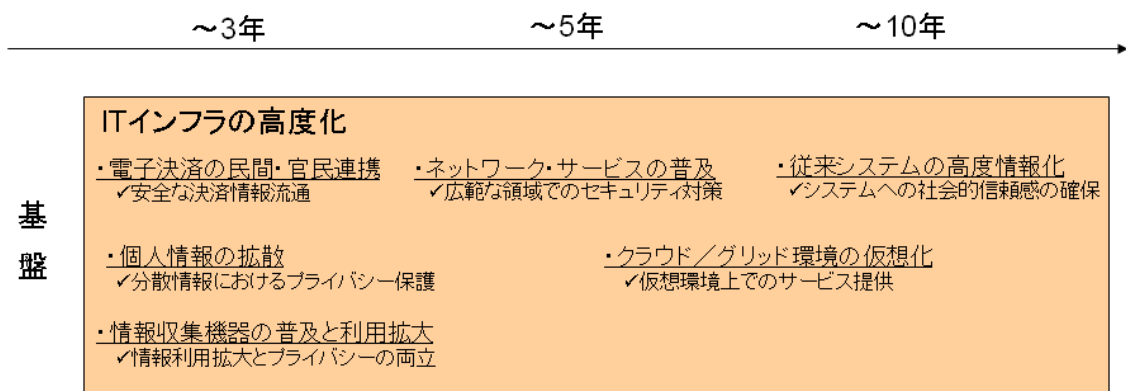 ～3年
～5年
～10年
基盤
ITインフラの高度化
・電子決済の民間・官民連携
✓安全な決済情報流通
・ネットワーク・サービスの普及
✓広範な領域でのセキュリティ対策
・従来システムの高度情報化
✓システムへの社会的信頼感の確保
・個人情報の拡散
✓分散情報におけるプライバシー保護
・クラウド／グリッド環境の仮想化
✓仮想環境上でのサービス提供
・情報収集機器の普及と利用拡大
✓情報利用拡大とプライバシーの両立